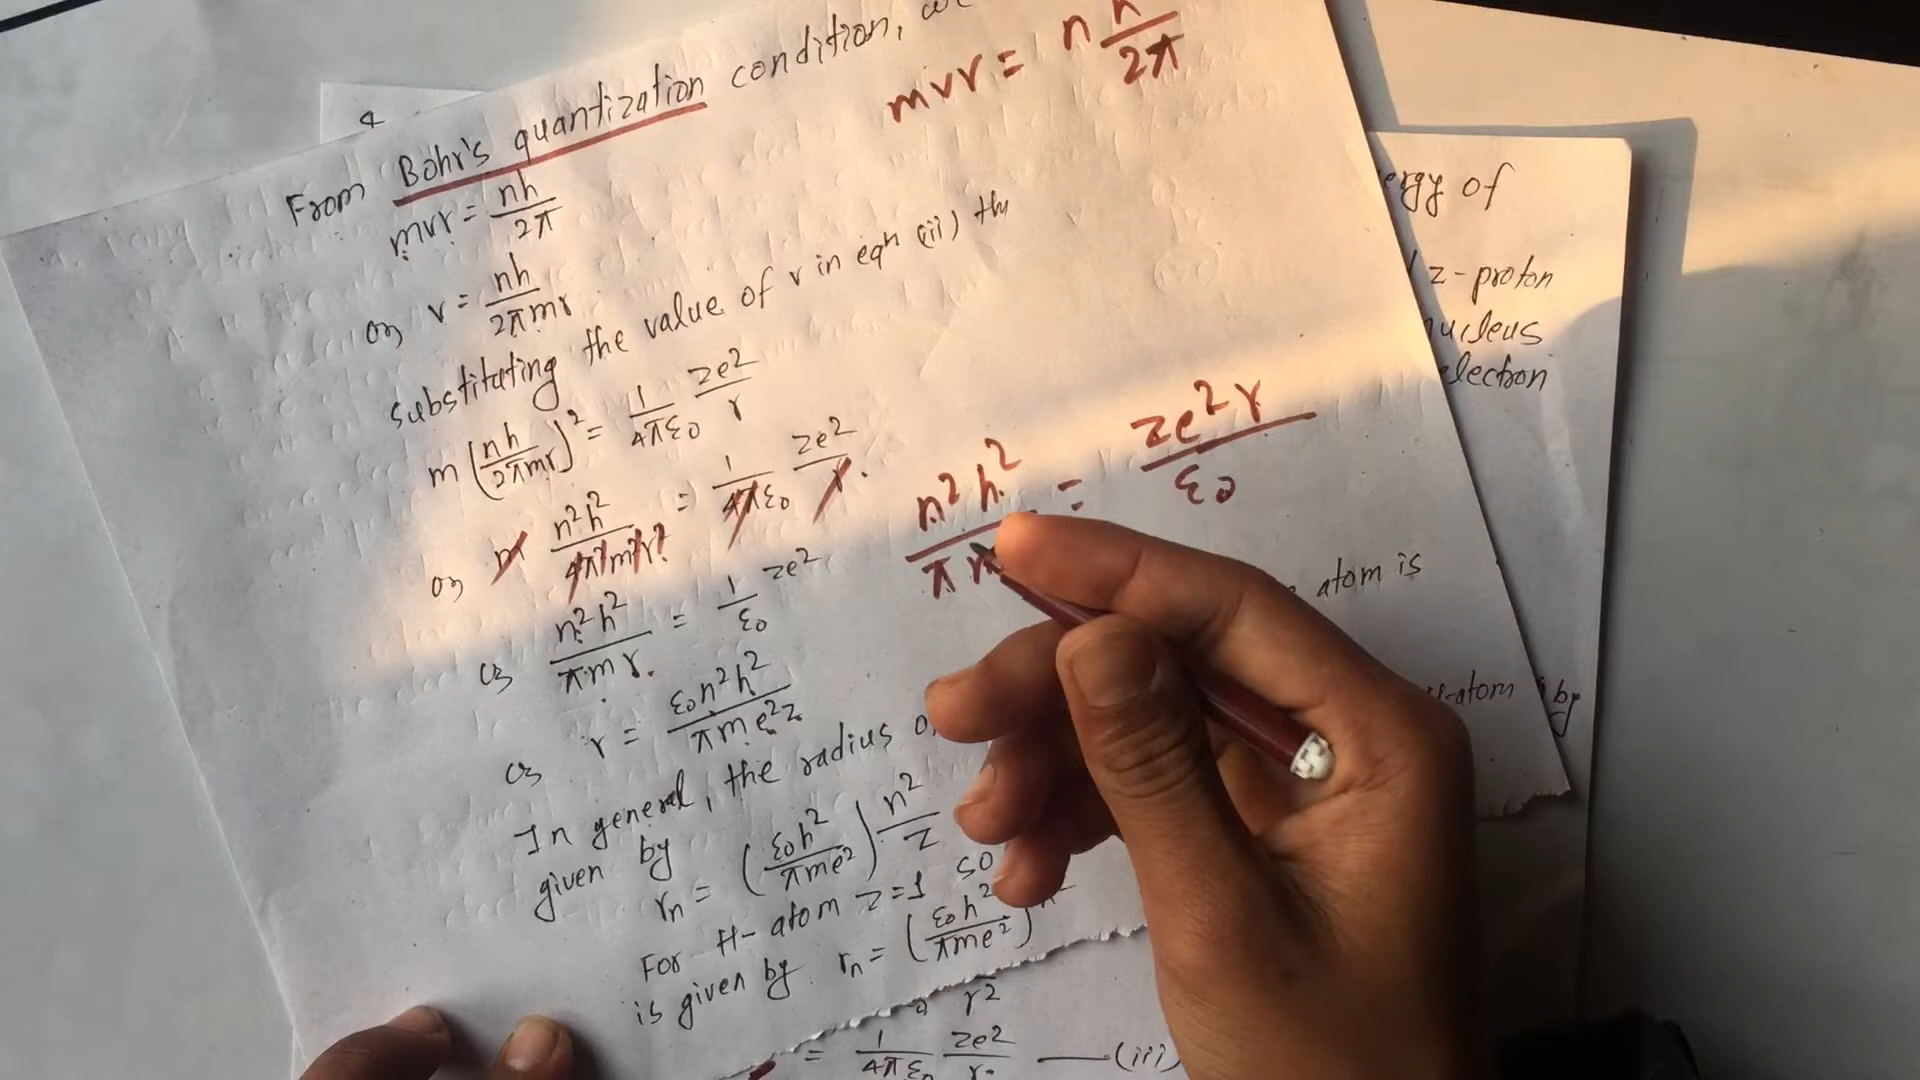 From Bohr's quantization condition, we
mvr = n h/2π
mvr = nh/2π
or v = nh/2πmr
substituting the value of v in eqn (ii) the
m (nh/2πmr)² = 1/4πε₀ ze²/r
or m n²h²/4π²m²r² = 1/4πε₀ ze²/r
n²h²/πm = ze²r/ε₀
or n²h²/πmr = 1/ε₀ ze²
or r = ε₀n²h²/πme²z
In general, the radius
atom is
given by
rₙ = (ε₀h²/πme²) n²/z
For H-atom z=1 so
H-atom by
is given by rₙ = (ε₀h²/πme²)
r²
= 1/4πε₀ ze²/r — (iii)
ergy of
z-proton
nucleus
electron